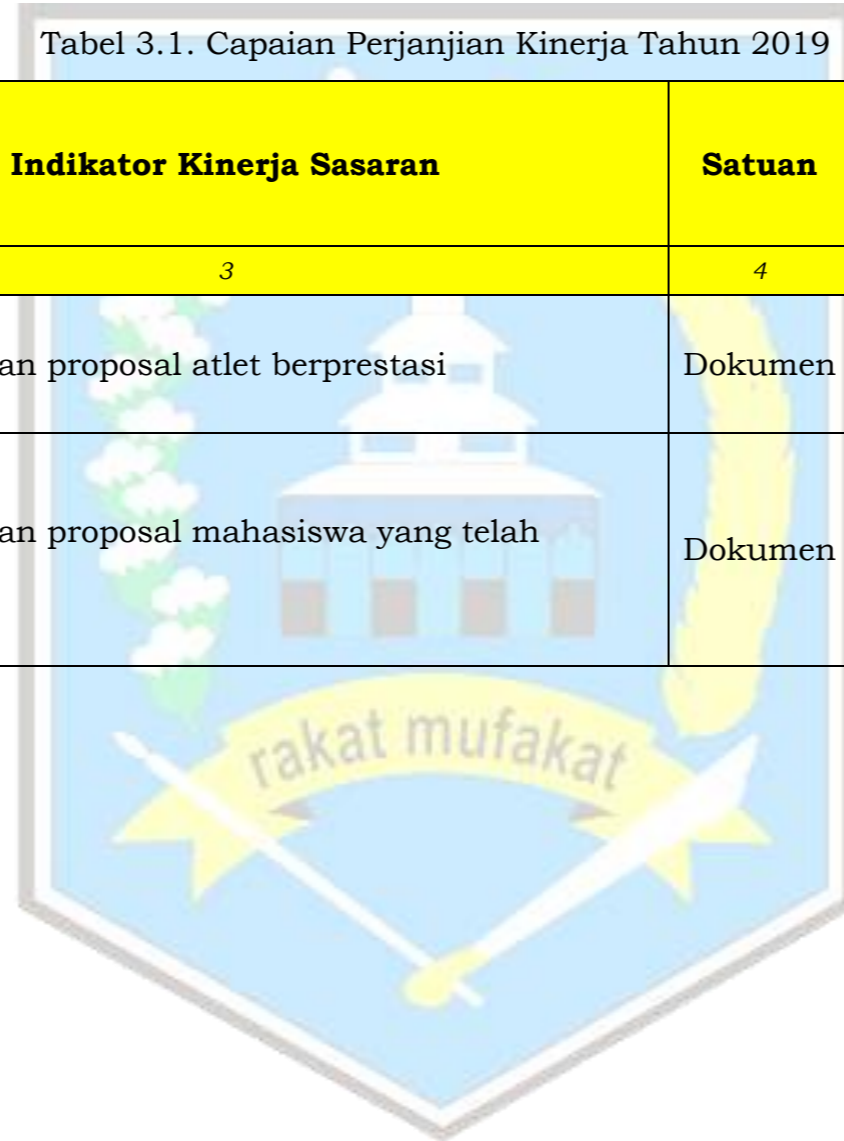 Tabel 3.1. Capaian Perjanjian Kinerja Tahun 2019
Indikator Kinerja Sasaran Satuan
3 4
an proposal atlet berprestasi Dokumen
an proposal mahasiswa yang telah
Dokumen
rakat mufakat